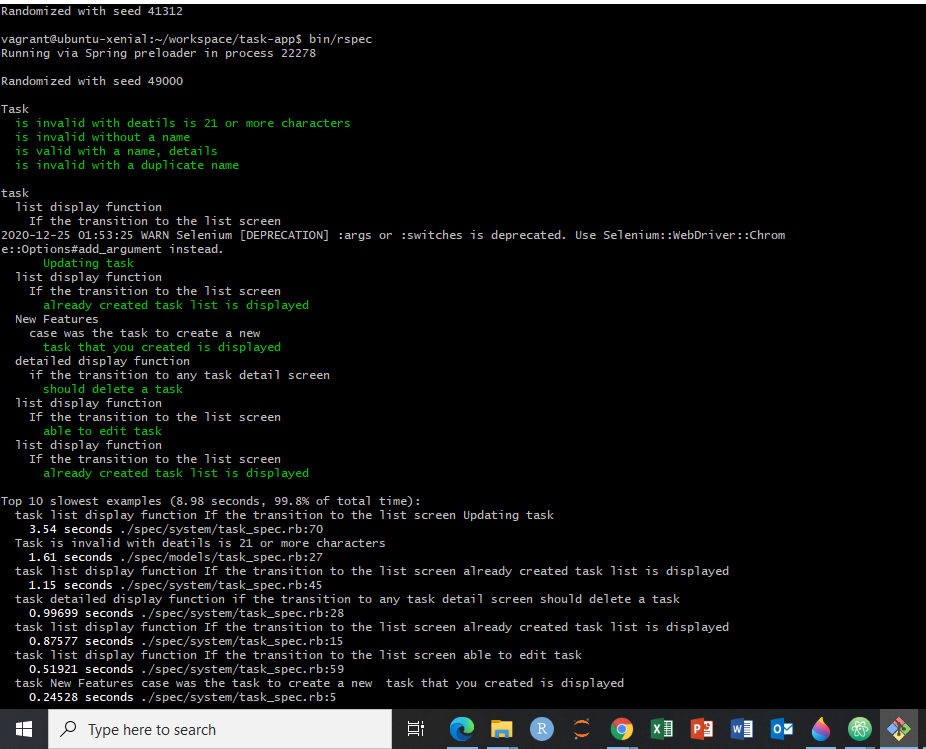 Randomized with seed 41312
vagrant@ubuntu-xenial:~/workspace/task-app$ bin/rspec
Running via Spring preloader in process 22278
Randomized with seed 49000
Task
is invalid with deatils is 21 or more characters
is invalid without a name
is valid with a name, details
is invalid with a duplicate name
task
list display function
If the transition to the list screen
2020-12-25 01:53:25 WARN Selenium [DEPRECATION] :args or :switches is deprecated. Use Selenium::WebDriver::Chrom
e::Options#add_argument instead.
Updating task
list display function
If the transition to the list screen
already created task list is displayed
New Features
case was the task to create a new
task that you created is displayed
detailed display function
if the transition to any task detail screen
should delete a task
list display function
If the transition to the list screen
able to edit task
list display function
If the transition to the list screen
already created task list is displayed
Top 10 slowest examples (8.98 seconds, 99.8% of total time):
task list display function If the transition to the list screen Updating task
3.54 seconds ./spec/system/task_spec.rb:70
Task is invalid with deatils is 21 or more characters
1.61 seconds ./spec/models/task_spec.rb:27
task list display function If the transition to the list screen already created task list is displayed
1.15 seconds ./spec/system/task_spec.rb:45
task detailed display function if the transition to any task detail screen should delete a task
0.99699 seconds ./spec/system/task_spec.rb:28
task list display function If the transition to the list screen already created task list is displayed
0.87577 seconds ./spec/system/task_spec.rb:15
task list display function If the transition to the list screen able to edit task
0.51921 seconds ./spec/system/task_spec.rb:59
task New Features case was the task to create a new  task that you created is displayed
0.24528 seconds ./spec/system/task_spec.rb:5
Type here to search